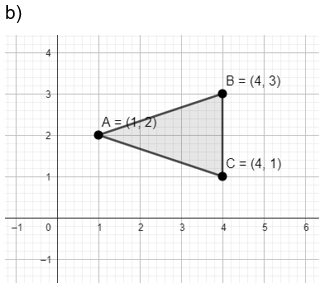 b)
4
B = (4, 3)
3
A = (1, 2)
2
C = (4, 1)
1
−1 0 1 2 3 4 5 6
−1